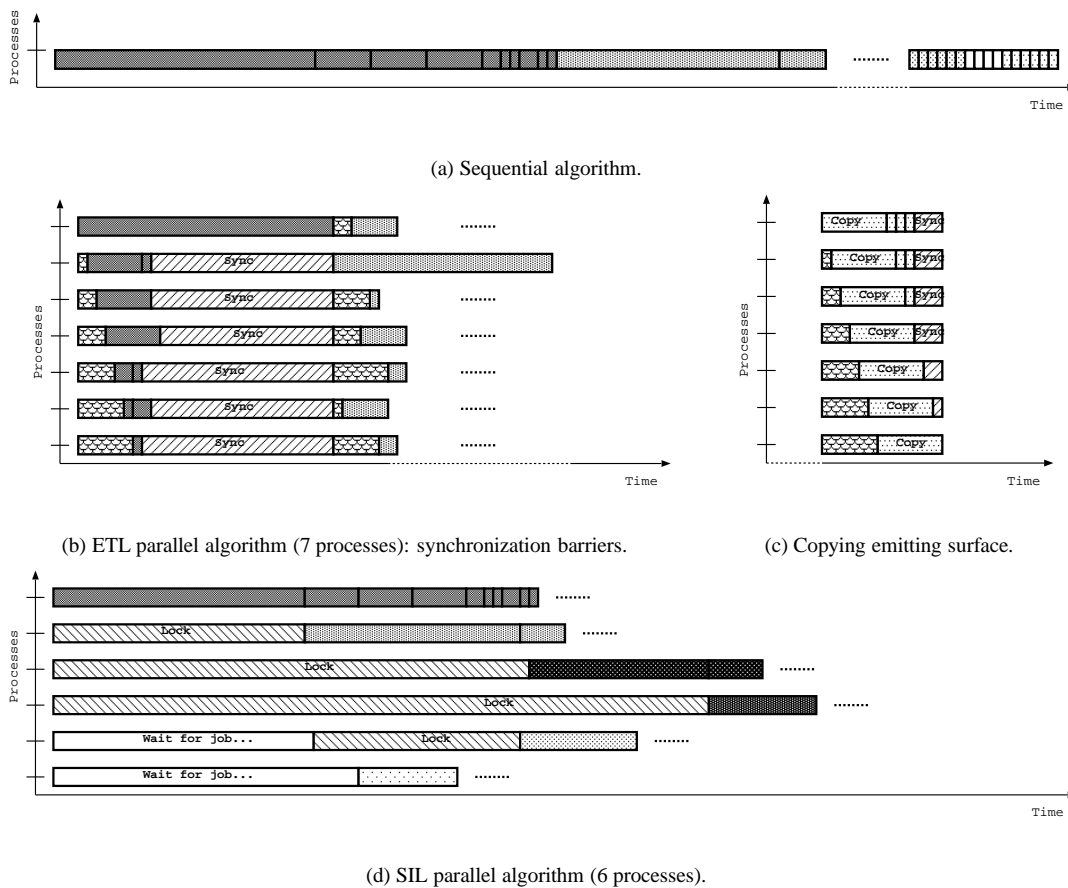 Processes
Time
(a) Sequential algorithm.
Processes
Sync
Sync
Sync
Sync
Sync
Sync
Time
(b) ETL parallel algorithm (7 processes): synchronization barriers.
Processes
Copy Sync
Copy Sync
Copy Sync
Copy Sync
Copy
Copy
Copy
Time
(c) Copying emitting surface.
Processes
Lock
Lock
Lock
Wait for job... Lock
Wait for job...
Time
(d) SIL parallel algorithm (6 processes).